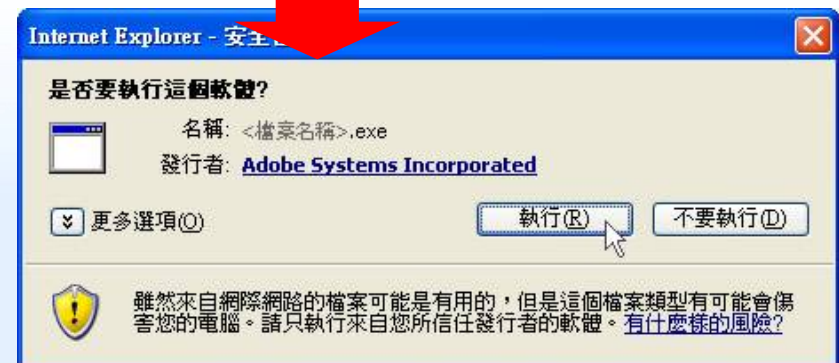 Internet Explorer - 安全
是否要執行這個軟體?
名稱: <檔案名稱>.exe
發行者: Adobe Systems Incorporated
更多選項(O)
執行(R) 不要執行(D)
雖然來自網際網路的檔案可能是有用的，但是這個檔案類型有可能會傷
害您的電腦。請只執行來自您所信任發行者的軟體。有什麼樣的風險?